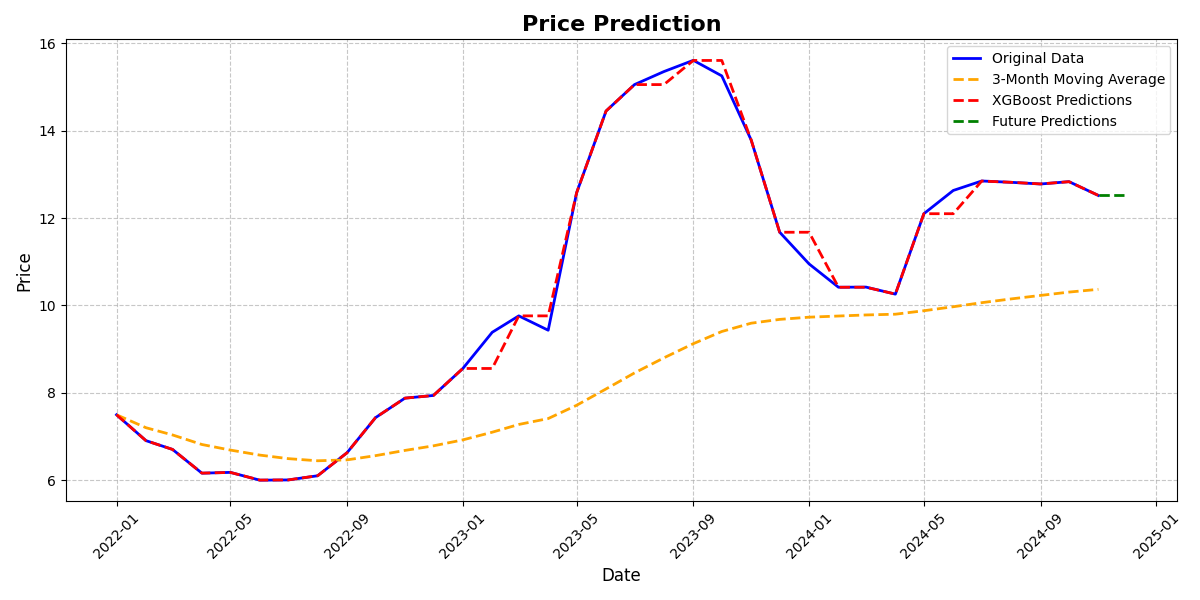 Price Prediction
Original Data
3-Month Moving Average
XGBoost Predictions
Future Predictions
Price
16
14
12
10
8
6
2022-01
2022-05
2022-09
2023-01
2023-05
2023-09
2024-01
2024-05
2024-09
2025-01
Date